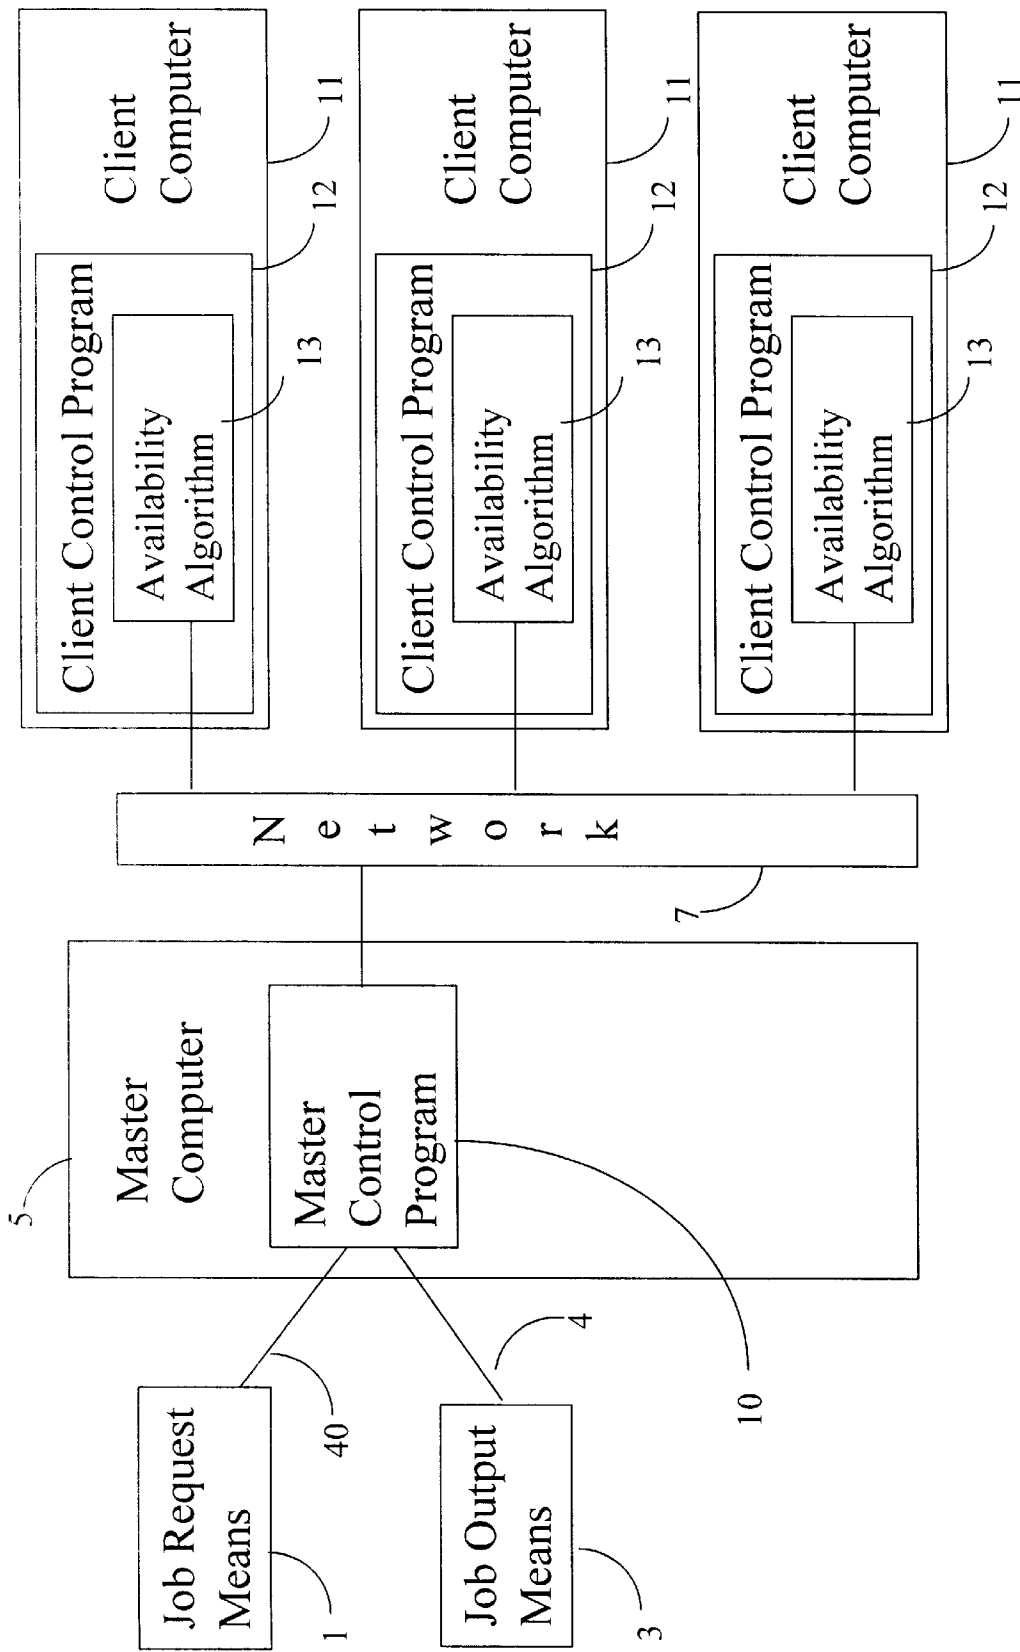 Job Request
Means
1
40
Job Output
Means
3
4
5
Master
Computer
Master
Control
Program
10
N
e
t
w
o
r
k
7
Client Control Program
Availability
Algorithm
13
12
Client
Computer
11
Client Control Program
Availability
Algorithm
13
12
Client
Computer
11
Client Control Program
Availability
Algorithm
13
12
Client
Computer
11